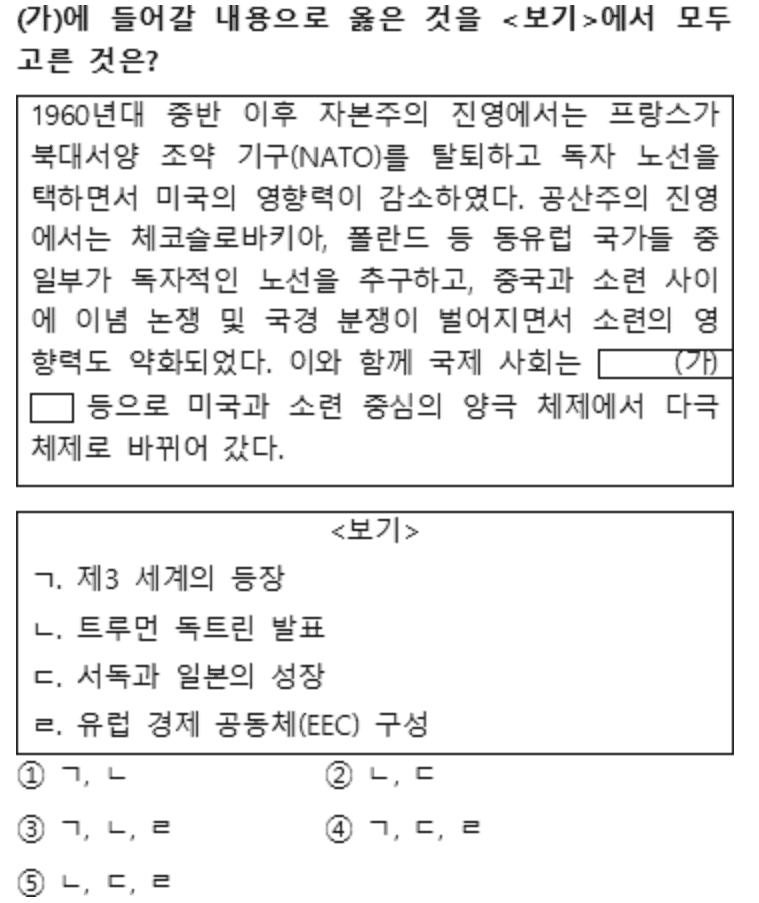 (가)에 들어갈 내용으로 옳은 것을 <보기>에서 모두
고른 것은?
1960년대 중반 이후 자본주의 진영에서는 프랑스가
북대서양 조약 기구(NATO)를 탈퇴하고 독자 노선을
택하면서 미국의 영향력이 감소하였다. 공산주의 진영
에서는 체코슬로바키아, 폴란드 등 동유럽 국가들 중
일부가 독자적인 노선을 추구하고, 중국과 소련 사이
에 이념 논쟁 및 국경 분쟁이 벌어지면서 소련의 영
향력도 약화되었다. 이와 함께 국제 사회는 (가)
등으로 미국과 소련 중심의 양극 체제에서 다극
체제로 바뀌어 갔다.
<보기>
ㄱ. 제3 세계의 등장
ㄴ. 트루먼 독트린 발표
ㄷ. 서독과 일본의 성장
ㄹ. 유럽 경제 공동체(EEC) 구성
① ㄱ, ㄴ ② ㄴ, ㄷ
③ ㄱ, ㄴ, ㄹ ④ ㄱ, ㄷ, ㄹ
⑤ ㄴ, ㄷ, ㄹ